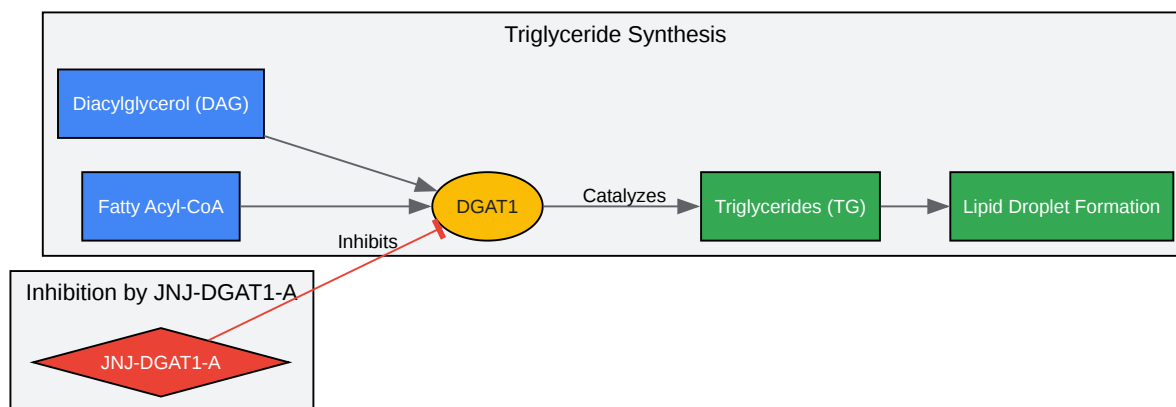 Triglyceride Synthesis
Diacylglycerol (DAG)
Fatty Acyl-CoA
DGAT1
Catalyzes
Triglycerides (TG)
Lipid Droplet Formation
Inhibits
Inhibition by JNJ-DGAT1-A
JNJ-DGAT1-A